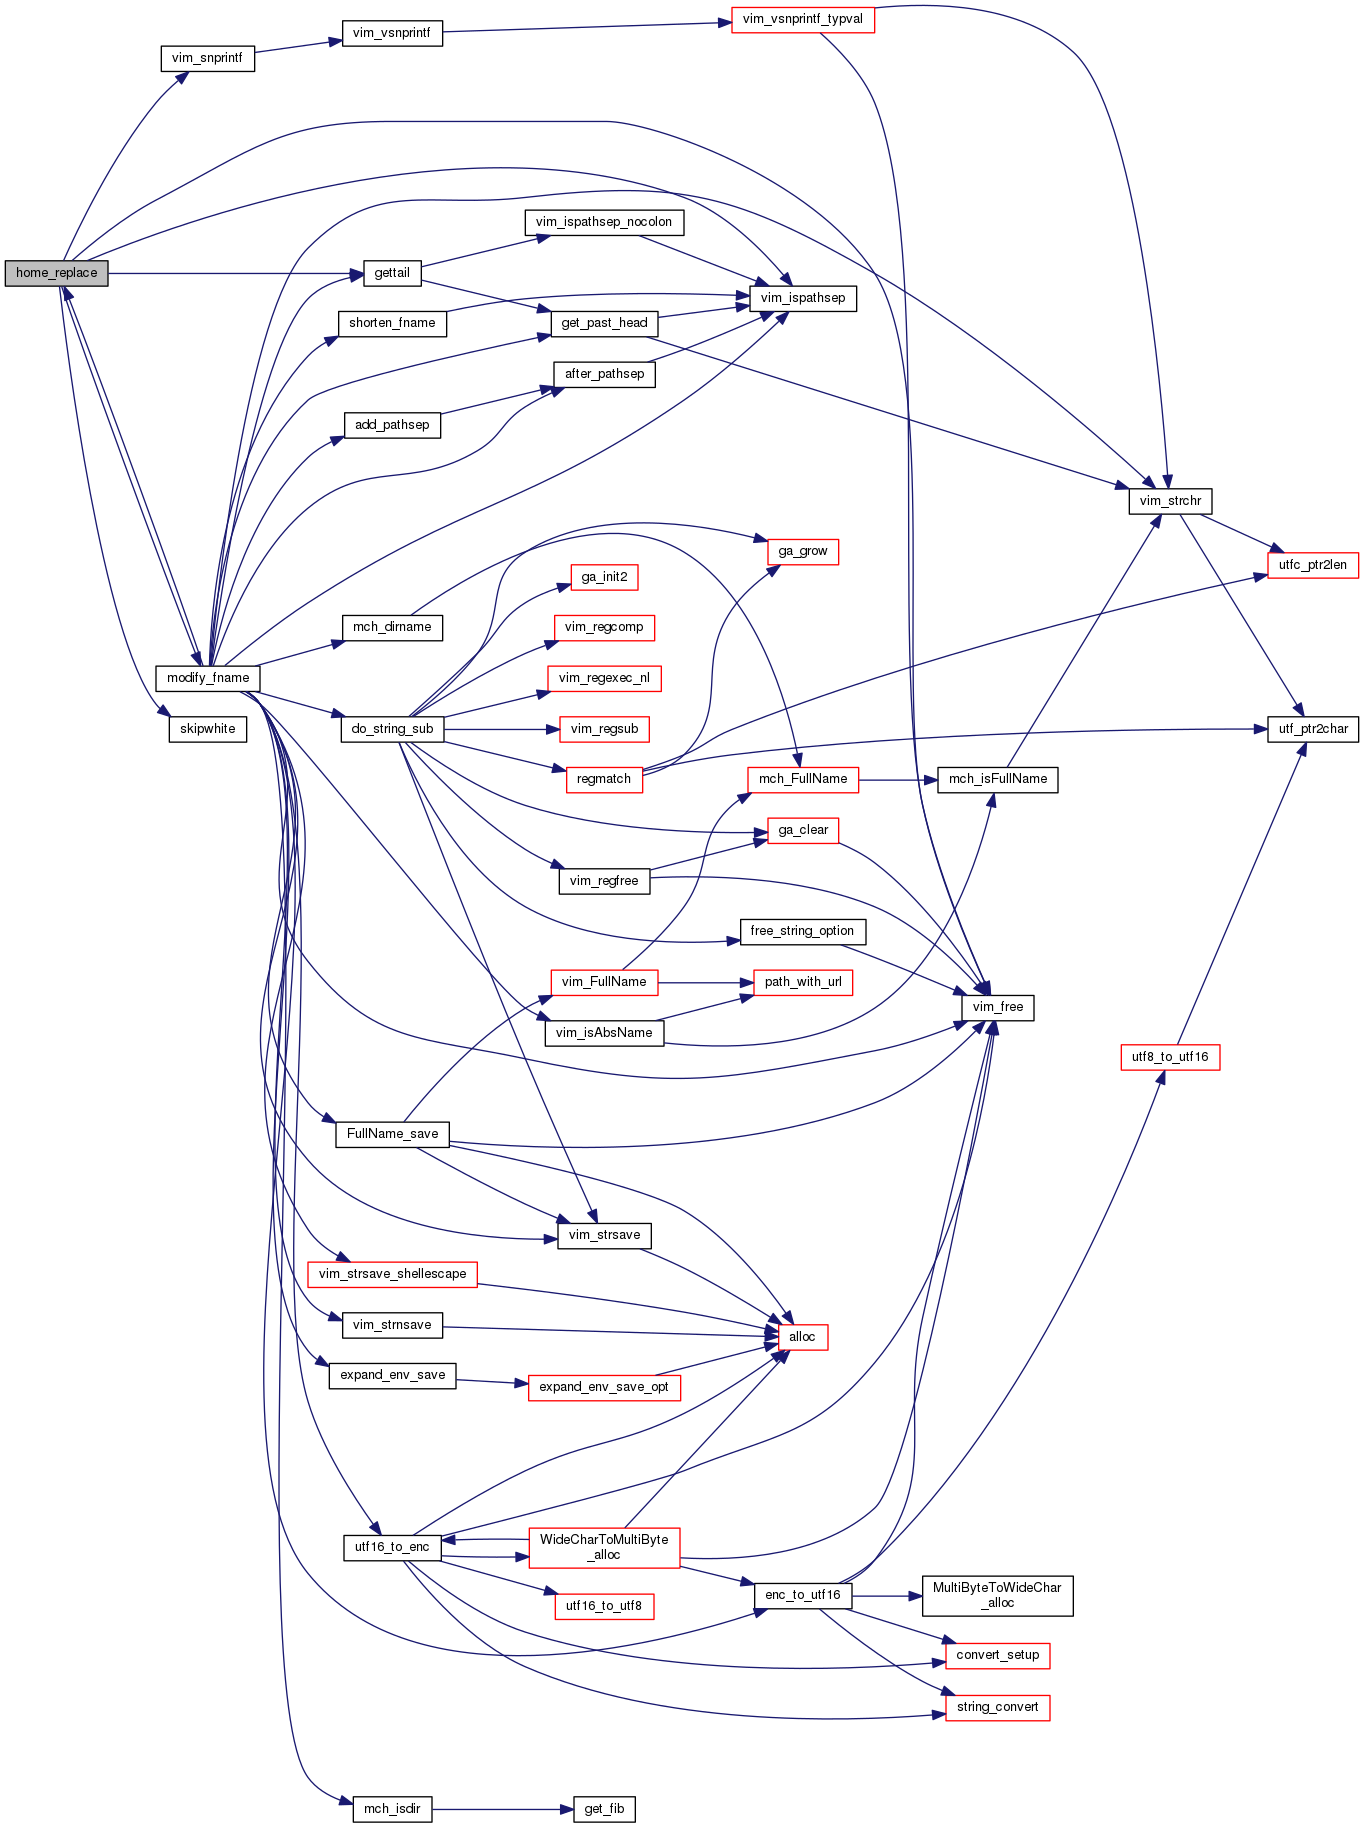 vim_vsnprintf_typval
vim_vsnprintf
vim_snprintf
vim_ispathsep_nocolon
home_replace
gettail
vim_ispathsep
shorten_fname
get_past_head
after_pathsep
add_pathsep
vim_strchr
ga_grow
utfc_ptr2len
ga_init2
mch_dirname
vim_regcomp
modify_fname
vim_regexec_nl
skipwhite
do_string_sub
vim_regsub
utf_ptr2char
regmatch
mch_FullName
mch_isFullName
ga_clear
vim_regfree
free_string_option
vim_FullName
path_with_url
vim_free
vim_isAbsName
utf8_to_utf16
FullName_save
vim_strsave
vim_strsave_shellescape
vim_strnsave
alloc
expand_env_save
expand_env_save_opt
utf16_to_enc
WideCharToMultiByte
_alloc
enc_to_utf16
MultiByteToWideChar
_alloc
utf16_to_utf8
convert_setup
string_convert
mch_isdir
get_fib